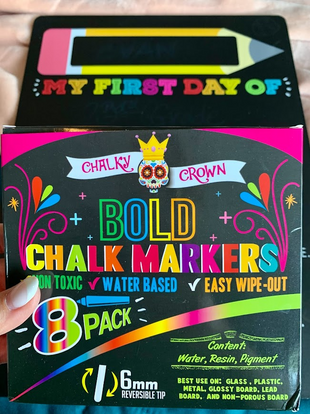 MY FIRST DAY OF
CHALKY CROWN
BOLD
CHALK MARKERS
NON TOXIC WATER BASED EASY WIPE-OUT
8 PACK
Content:
Water, Resin, Pigment
6mm
REVERSIBLE TIP
BEST USE ON: GLASS, PLASTIC,
METAL, GLOSSY BOARD, LEAD
BOARD, AND NON-POROUS BOARD